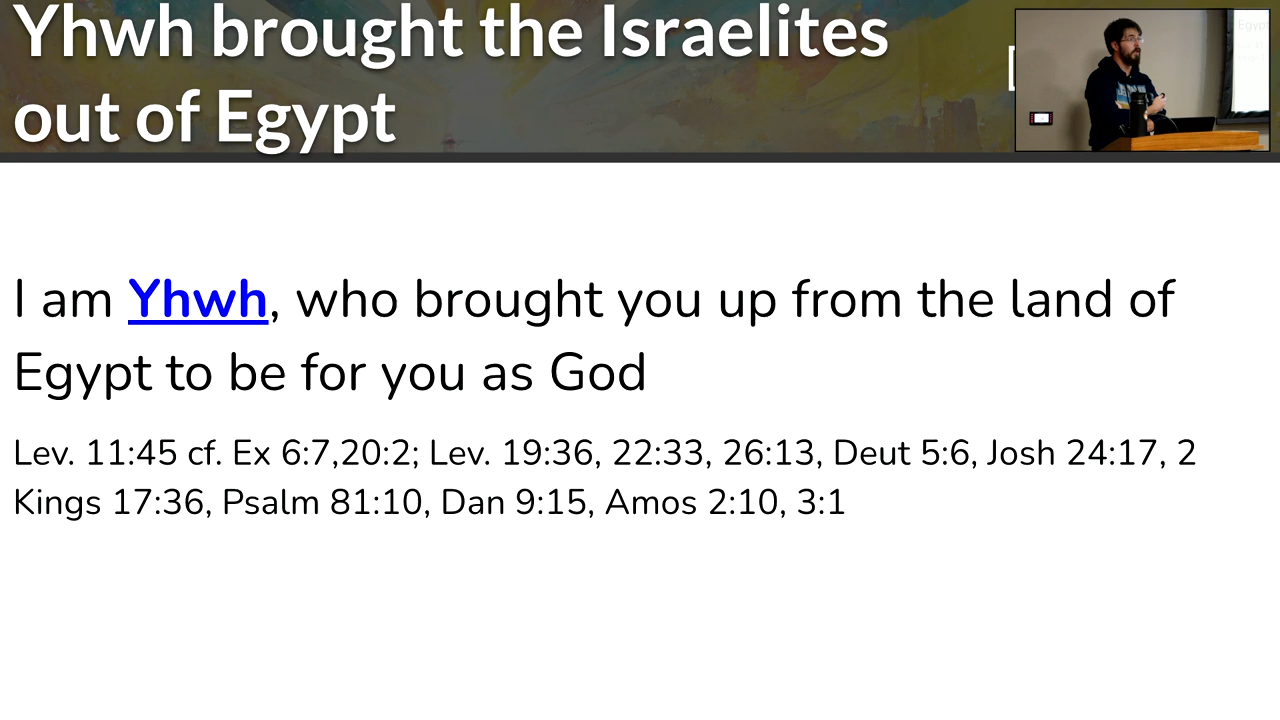 Yhwh brought the Israelites
out of Egypt
I am Yhwh, who brought you up from the land of
Egypt to be for you as God
Lev. 11:45 cf. Ex 6:7,20:2; Lev. 19:36, 22:33, 26:13, Deut 5:6, Josh 24:17, 2
Kings 17:36, Psalm 81:10, Dan 9:15, Amos 2:10, 3:1